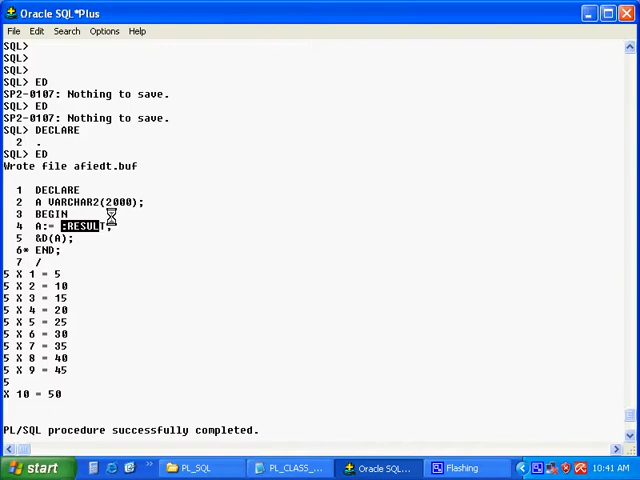 Oracle SQL*Plus
File Edit Search Options Help
SQL>
SQL>
SQL>
SQL> ED
SP2-0107: Nothing to save.
SQL> ED
SP2-0107: Nothing to save.
SQL> DECLARE
2 .
SQL> ED
Wrote file afiedt.buf
1 DECLARE
2 A VARCHAR2(2000);
3 BEGIN
4 A:= :RESULT;
5 &D(A);
6* END;
7 /
5 X 1 = 5
5 X 2 = 10
5 X 3 = 15
5 X 4 = 20
5 X 5 = 25
5 X 6 = 30
5 X 7 = 35
5 X 8 = 40
5 X 9 = 45
5
X 10 = 50
PL/SQL procedure successfully completed.
start PL_SQL PL_CLASS_... Oracle SQL... Flashing 10:41 AM